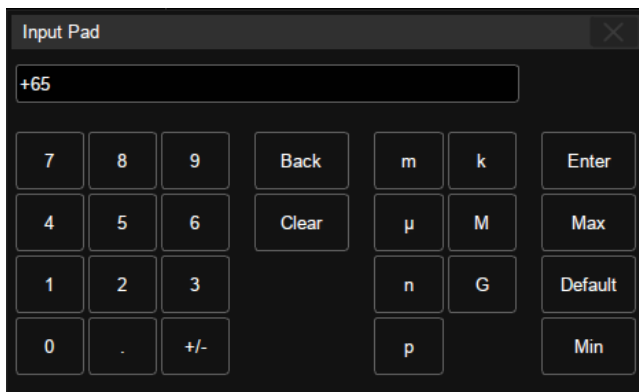 Input Pad
+65
7 8 9 Back m k Enter
4 5 6 Clear µ M Max
1 2 3 n G Default
0 . +/- p Min